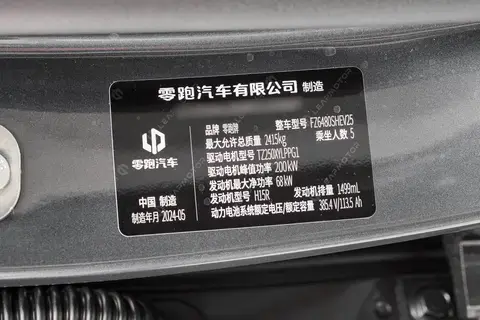 零跑汽车有限公司 制造
品牌 零跑牌 整车型号 FZ6480SHEV25
最大允许总质量 2415kg 乘坐人数 5
驱动电机型号 TZ250XYLPPG1
驱动电机峰值功率 200kW
发动机最大净功率 68kW
发动机型号 H15R 发动机排量 1499mL
动力电池系统额定电压/额定容量 385.4V/113.5 Ah
零跑汽车
中国 制造
制造年月 2024-05